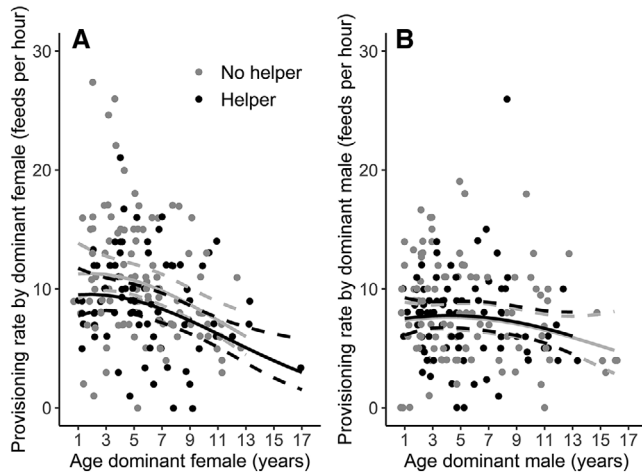 A
B
No helper
Helper
Provisioning rate by dominant female (feeds per hour)
30
20
10
0
1 3 5 7 9 11 13 15 17
Age dominant female (years)
Provisioning rate by dominant male (feeds per hour)
30
20
10
0
1 3 5 7 9 11 13 15 17
Age dominant male (years)